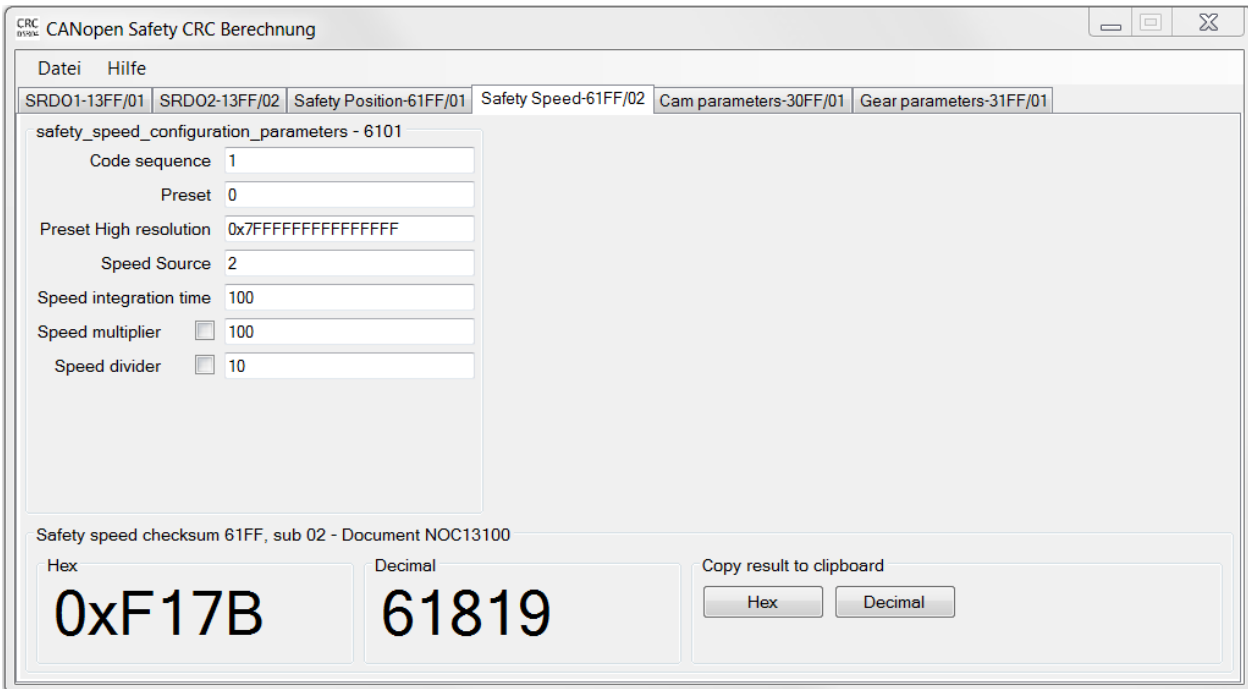 CRC CANopen Safety CRC Berechnung
Datei Hilfe
SRDO1-13FF/01 SRDO2-13FF/02 Safety Position-61FF/01 Safety Speed-61FF/02 Cam parameters-30FF/01 Gear parameters-31FF/01
safety_speed_configuration_parameters - 6101
Code sequence 1
Preset 0
Preset High resolution 0x7FFFFFFFFFFFFFFF
Speed Source 2
Speed integration time 100
Speed multiplier 100
Speed divider 10
Safety speed checksum 61FF, sub 02 - Document NOC13100
Hex Decimal Copy result to clipboard
0xF17B 61819 Hex Decimal